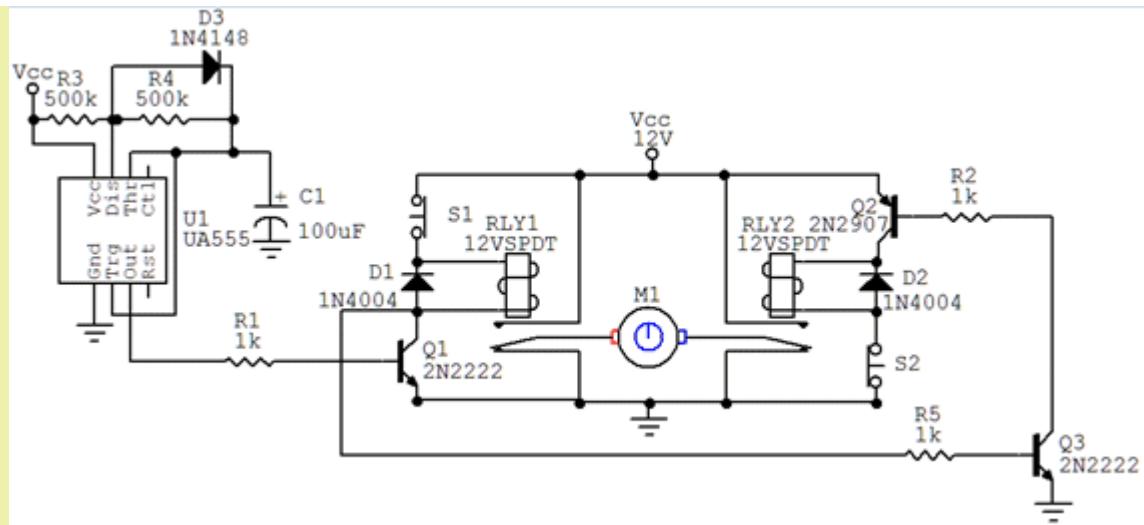 D3
1N4148
Vcc
R3
500k
R4
500k
Vcc
Dis
Thr
Ctl
Gnd
Trg
Out
Rst
U1
UA555
+
C1
100uF
Vcc
12V
S1
RLY1
12VSPDT
RLY2
12VSPDT
Q2
2N2907
R2
1k
D1
1N4004
D2
1N4004
M1
R1
1k
Q1
2N2222
S2
R5
1k
Q3
2N2222